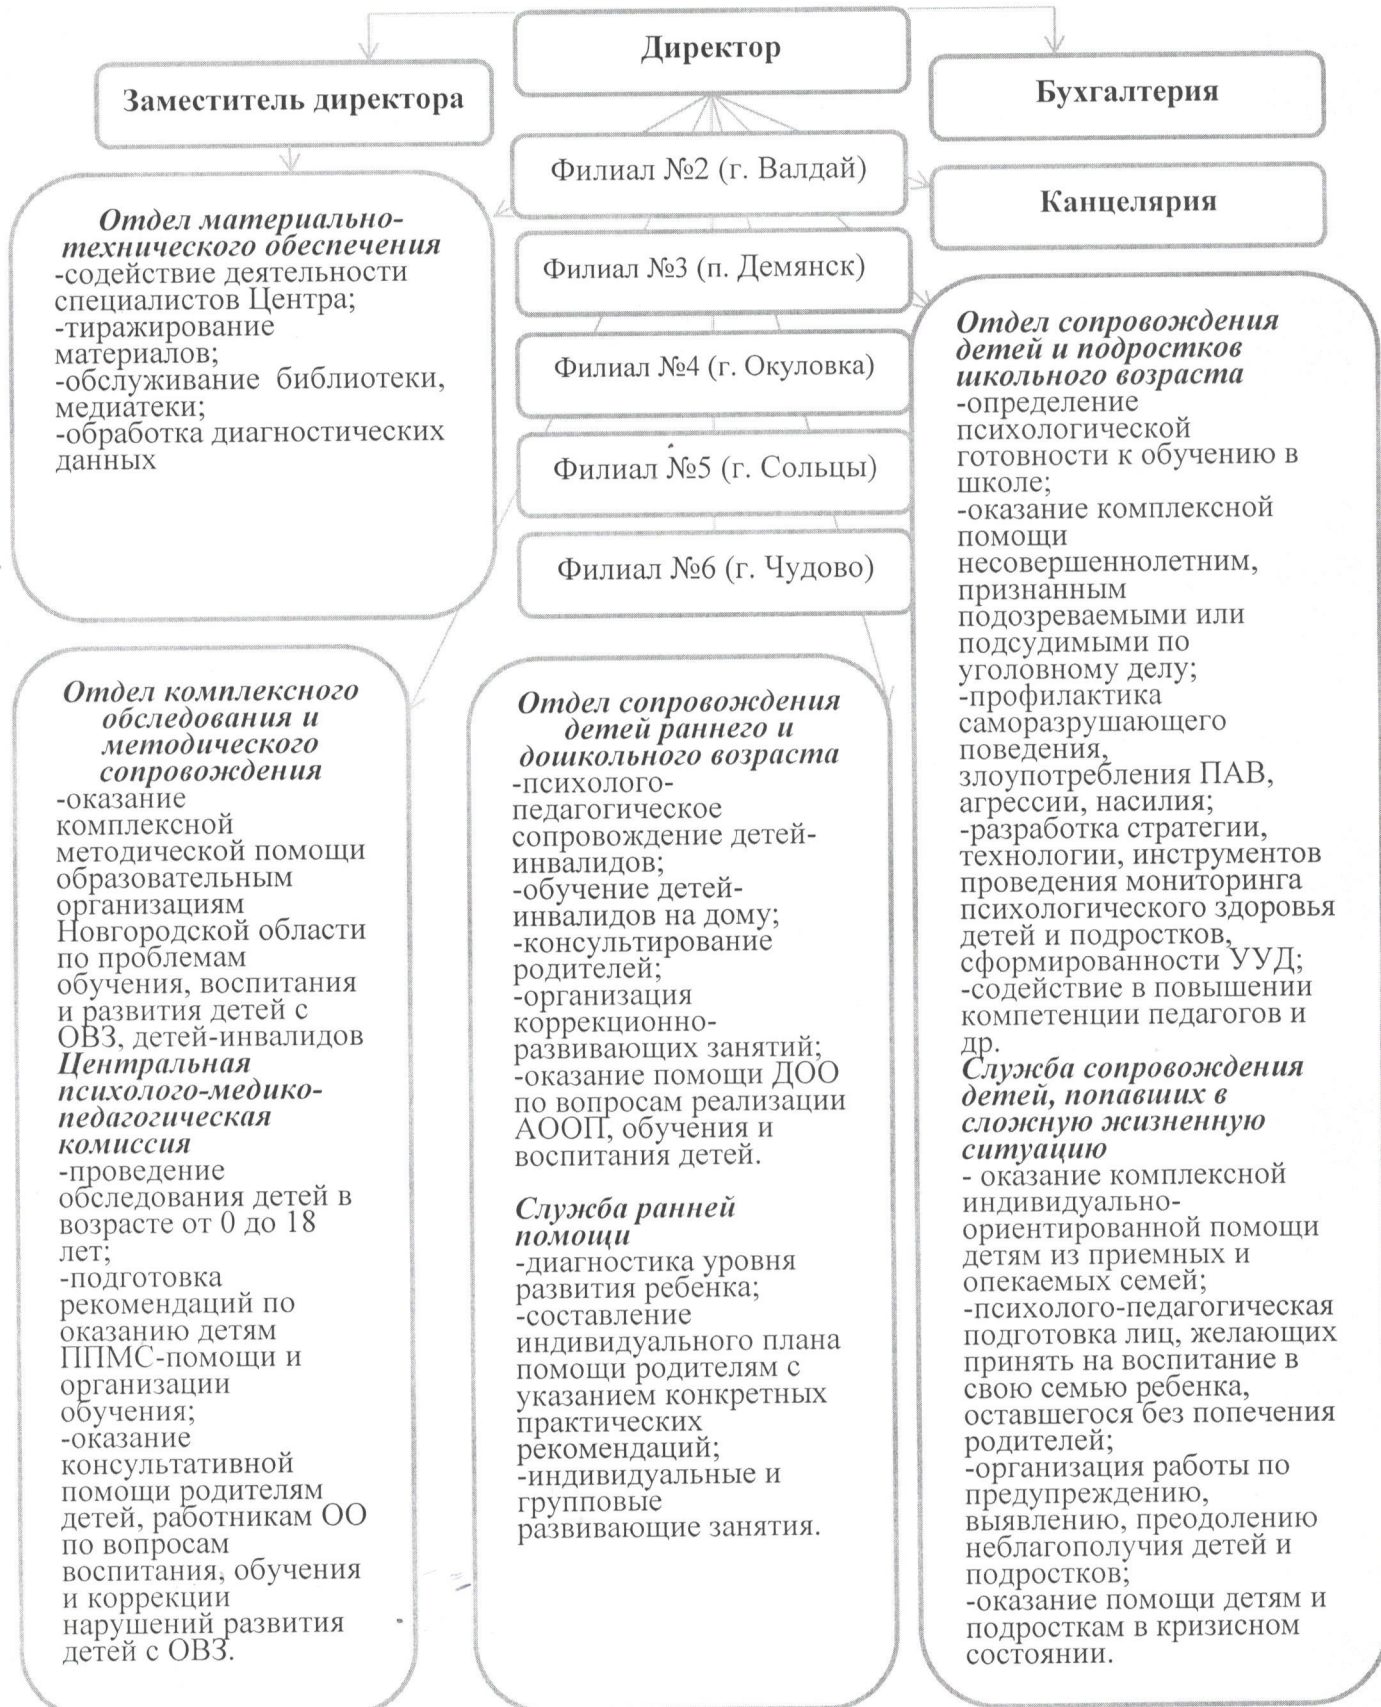 Директор
Заместитель директора
Бухгалтерия
Филиал №2 (г. Валдай)
Канцелярия
Филиал №3 (п. Демянск)
Филиал №4 (г. Окуловка)
Филиал №5 (г. Сольцы)
Филиал №6 (г. Чудово)
Отдел материально-
технического обеспечения
-содействие деятельности
специалистов Центра;
-тиражирование
материалов;
-обслуживание библиотеки,
медиатеки;
-обработка диагностических
данных
Отдел комплексного
обследования и
методического
сопровождения
-оказание
комплексной
методической помощи
образовательным
организациям
Новгородской области
по проблемам
обучения, воспитания
и развития детей с
ОВЗ, детей-инвалидов
Центральная
психолого-медико-
педагогическая
комиссия
-проведение
обследования детей в
возрасте от 0 до 18
лет;
-подготовка
рекомендаций по
оказанию детям
ППМС-помощи и
организации
обучения;
-оказание
консультативной
помощи родителям
детей, работникам ОО
по вопросам
воспитания, обучения
и коррекции
нарушений развития
детей с ОВЗ.
Отдел сопровождения
детей раннего и
дошкольного возраста
-психолого-
педагогическое
сопровождение детей-
инвалидов;
-обучение детей-
инвалидов на дому;
-консультирование
родителей;
-организация
коррекционно-
развивающих занятий;
-оказание помощи ДОО
по вопросам реализации
АООП, обучения и
воспитания детей.
Служба ранней
помощи
-диагностика уровня
развития ребенка;
-составление
индивидуального плана
помощи родителям с
указанием конкретных
практических
рекомендаций;
-индивидуальные и
групповые
развивающие занятия.
Отдел сопровождения
детей и подростков
школьного возраста
-определение
психологической
готовности к обучению в
школе;
-оказание комплексной
помощи
несовершеннолетним,
признанным
подозреваемыми или
подсудимыми по
уголовному делу;
-профилактика
саморазрушающего
поведения,
злоупотребления ПАВ,
агрессии, насилия;
-разработка стратегии,
технологии, инструментов
проведения мониторинга
психологического здоровья
детей и подростков,
сформированности УУД;
-содействие в повышении
компетенции педагогов и
др.
Служба сопровождения
детей, попавших в
сложную жизненную
ситуацию
- оказание комплексной
индивидуально-
ориентированной помощи
детям из приемных и
опекаемых семей;
-психолого-педагогическая
подготовка лиц, желающих
принять на воспитание в
свою семью ребенка,
оставшегося без попечения
родителей;
-организация работы по
предупреждению,
выявлению, преодолению
неблагополучия детей и
подростков;
-оказание помощи детям и
подросткам в кризисном
состоянии.